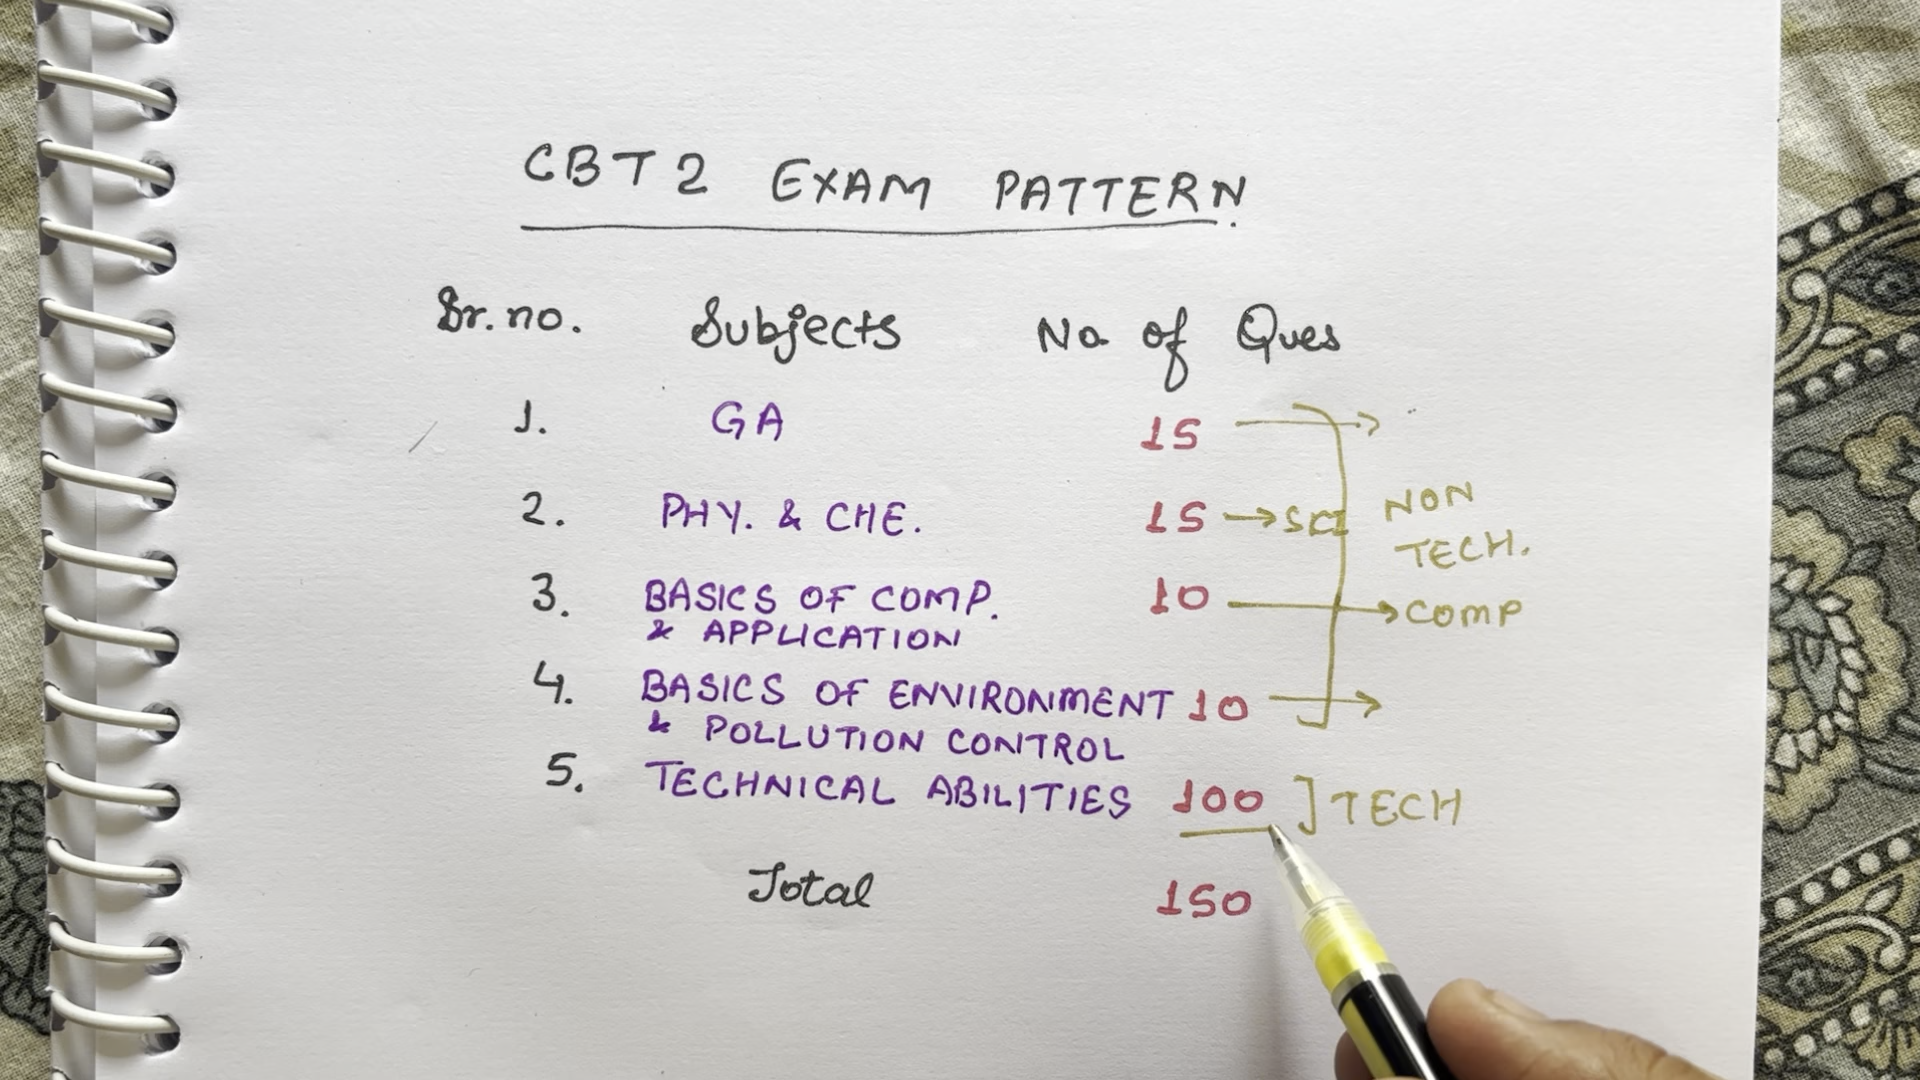 CBT 2 EXAM PATTERN.
Sr. no. Subjects No. of Ques
1. GA 15
2. PHY. & CHE. 15 → SCI NON
TECH.
3. BASICS OF COMP. 10 → COMP
& APPLICATION
4. BASICS OF ENVIRONMENT 10
& POLLUTION CONTROL
5. TECHNICAL ABILITIES 100 ] TECH
Total 150